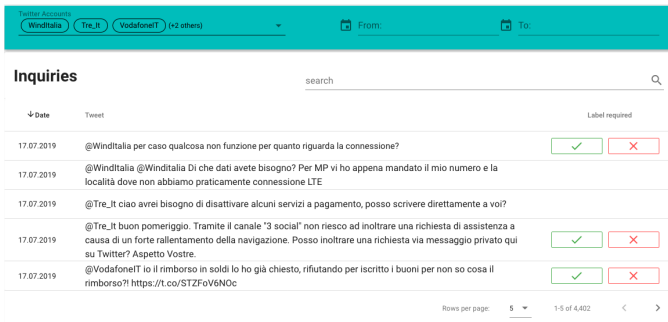 Twitter Accounts
WindItalia Tre_It VodafoneIT (+2 others) From: To:
Inquiries
search
Date Tweet Label required
17.07.2019 @WindItalia per caso qualcosa non funzione per quanto riguarda la connessione?
@WindItalia @Winditalia Di che dati avete bisogno? Per MP vi ho appena mandato il mio numero e la
17.07.2019
località dove non abbiamo praticamente connessione LTE
17.07.2019 @Tre_It ciao avrei bisogno di disattivare alcuni servizi a pagamento, posso scrivere direttamente a voi?
@Tre_It buon pomeriggio. Tramite il canale "3 social" non riesco ad inoltrare una richiesta di assistenza a
17.07.2019 causa di un forte rallentamento della navigazione. Posso inoltrare una richiesta via messaggio privato qui
su Twitter? Aspetto Vostre.
@VodafoneIT io il rimborso in soldi lo ho già chiesto, rifiutando per iscritto i buoni per non so cosa il
17.07.2019
rimborso?! https://t.co/STZFoV6NOc
Rows per page: 5 1-5 of 4,402